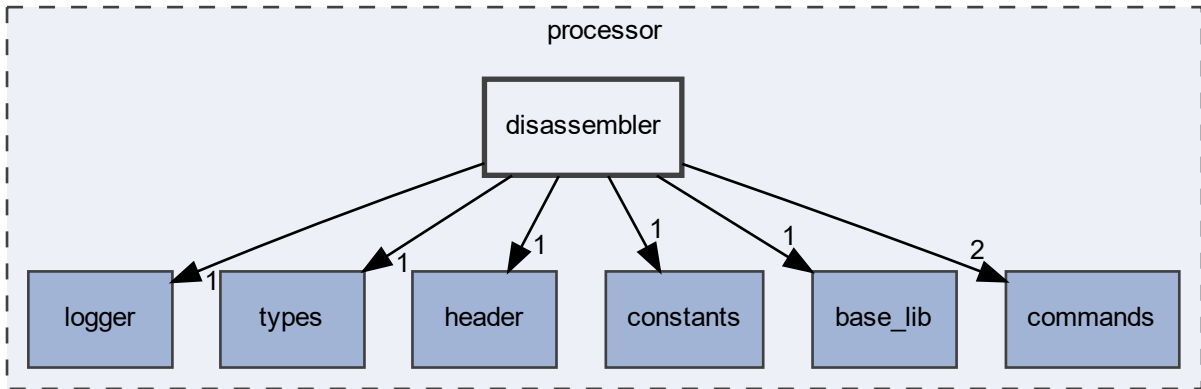 processor
disassembler
1 1 1 1 1 2
logger types header constants base_lib commands